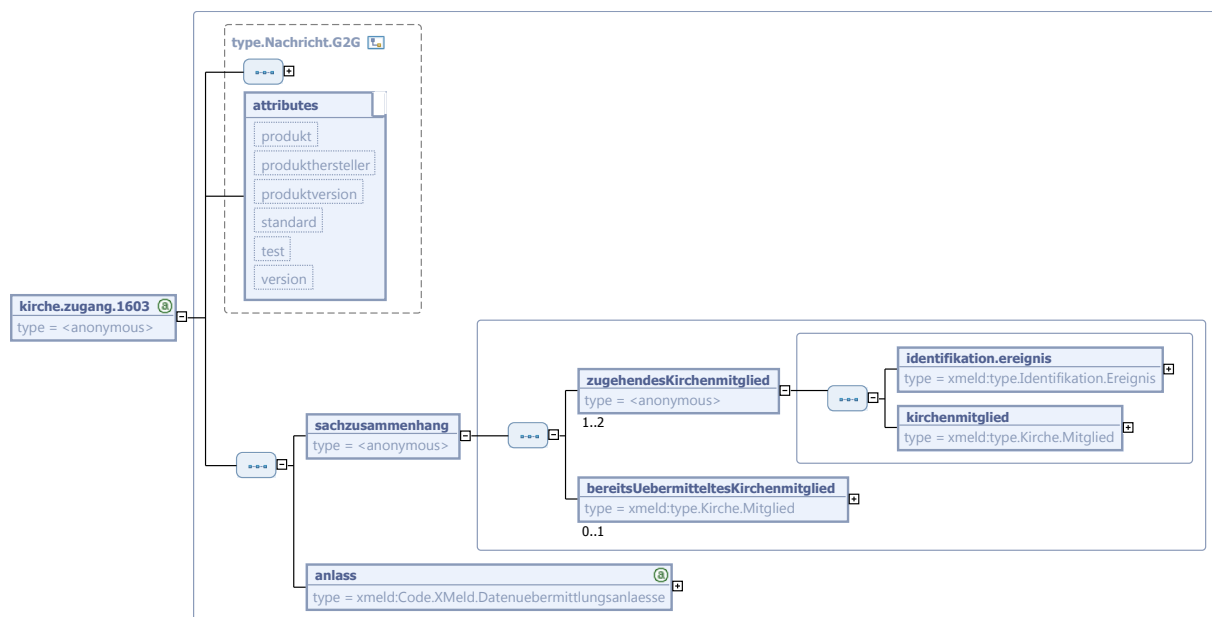 type.Nachricht.G2G
attributes
produkt
produkthersteller
produktversion
standard
test
version
kirche.zugang.1603 a
type = <anonymous>
identifikation.ereignis
type = xmeld:type.Identifikation.Ereignis
zugehendesKirchenmitglied
type = <anonymous>
1..2
kirchenmitglied
type = xmeld:type.Kirche.Mitglied
sachzusammenhang
type = <anonymous>
bereitsUebermitteltesKirchenmitglied
type = xmeld:type.Kirche.Mitglied
0..1
anlass a
type = xmeld:Code.XMeld.Datenuebermittlungsanlaesse